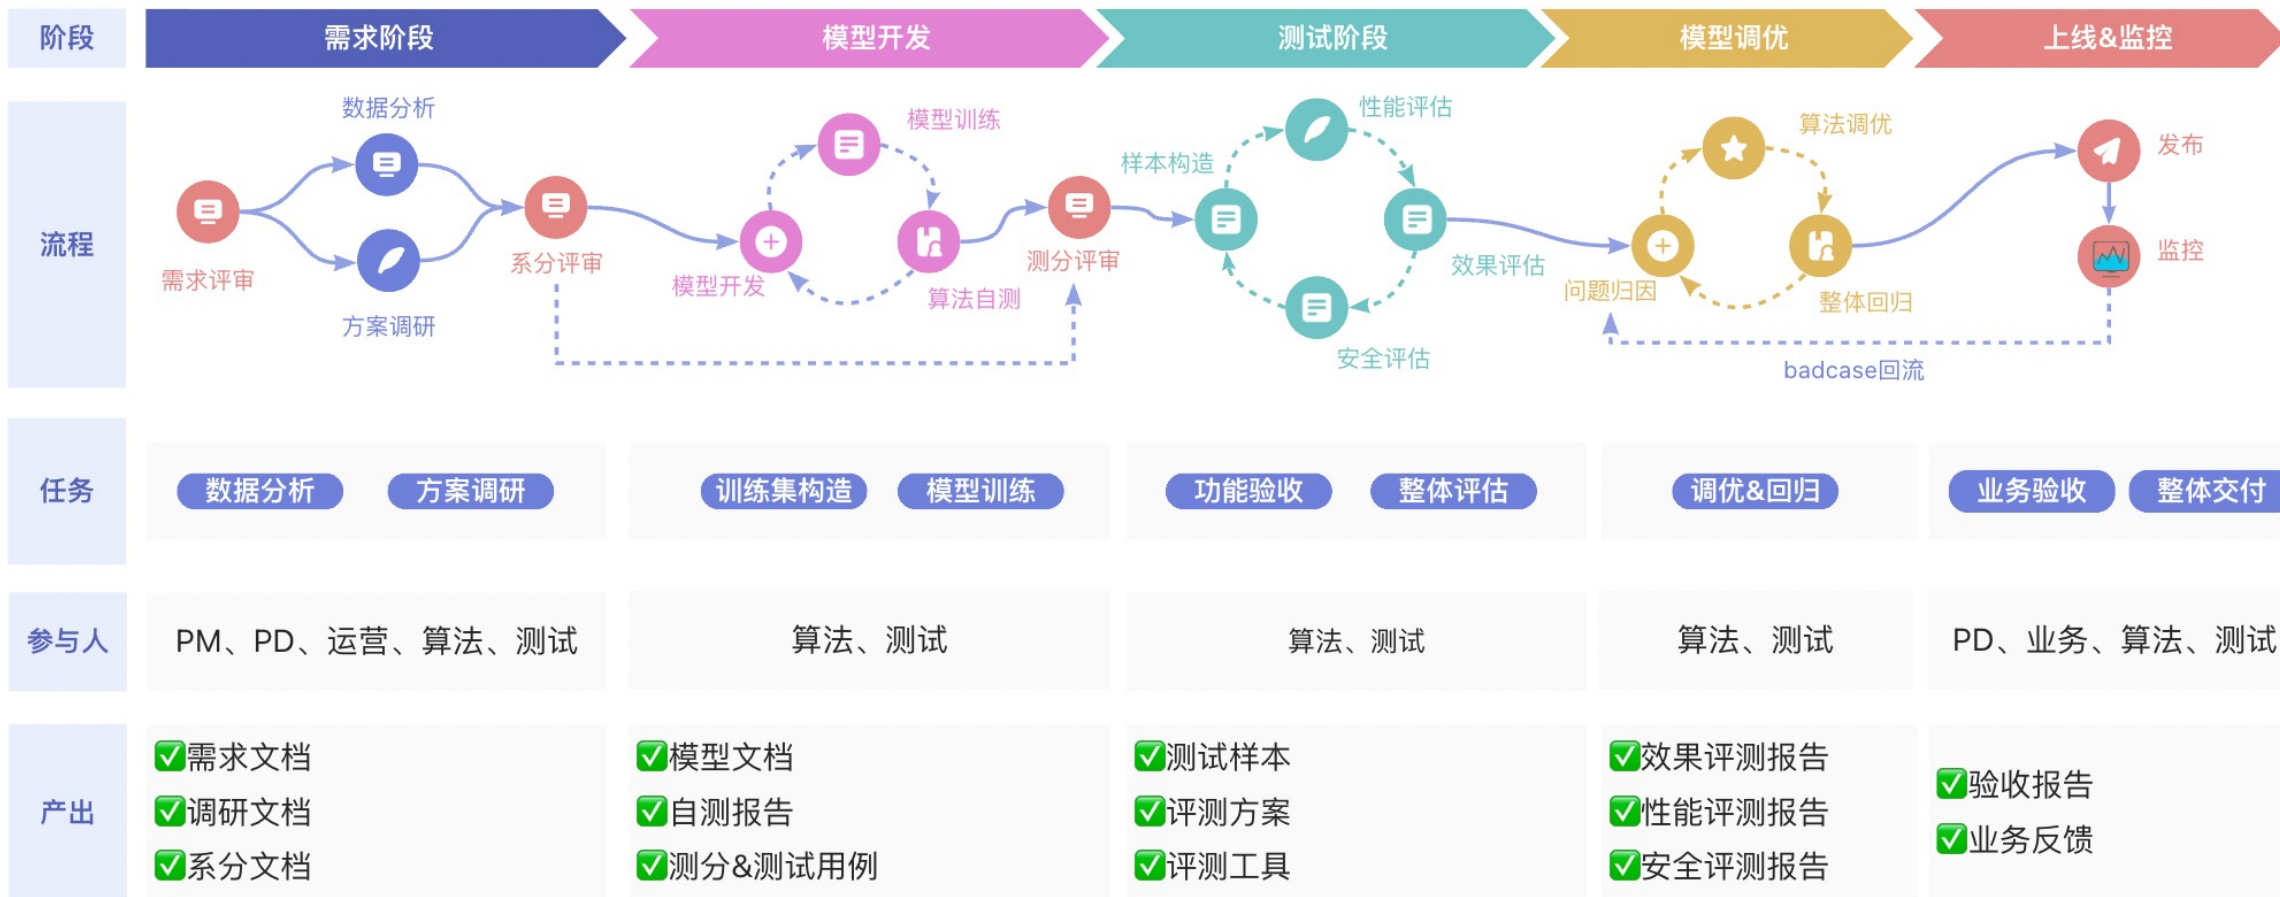 阶段
需求阶段
模型开发
测试阶段
模型调优
上线&监控
流程
数据分析
需求评审
方案调研
系分评审
模型训练
模型开发
算法自测
测分评审
性能评估
样本构造
效果评估
安全评估
算法调优
问题归因
整体回归
发布
监控
badcase回流
任务
数据分析
方案调研
训练集构造
模型训练
功能验收
整体评估
调优&回归
业务验收
整体交付
参与人
PM、PD、运营、算法、测试
算法、测试
算法、测试
算法、测试
PD、业务、算法、测试
产出
✅需求文档
✅调研文档
✅系分文档
✅模型文档
✅自测报告
✅测分&测试用例
✅测试样本
✅评测方案
✅评测工具
✅效果评测报告
✅性能评测报告
✅安全评测报告
✅验收报告
✅业务反馈